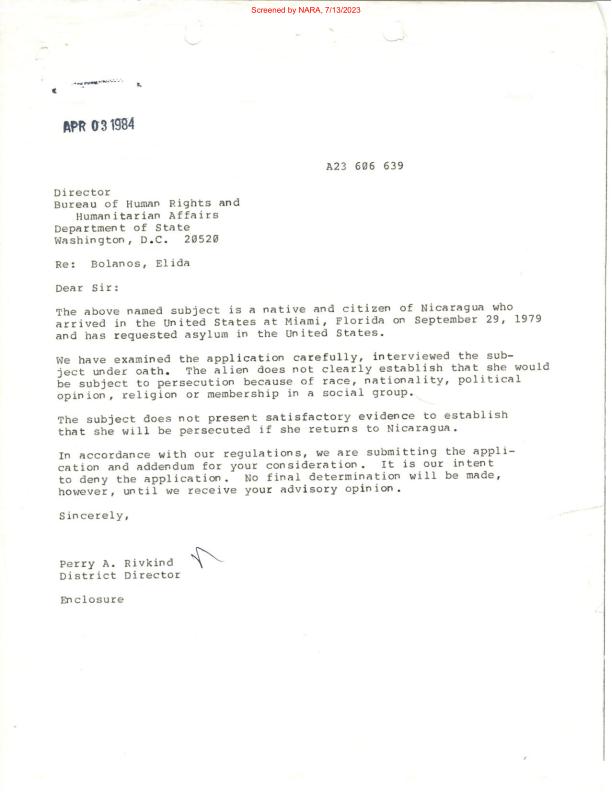 Screened by NARA, 7/13/2023
APR 03 1984
A23 606 639
Director
Bureau of Human Rights and
Humanitarian Affairs
Department of State
Washington, D.C. 20520
Re: Bolanos, Elida
Dear Sir:
The above named subject is a native and citizen of Nicaragua who
arrived in the United States at Miami, Florida on September 29, 1979
and has requested asylum in the United States.
We have examined the application carefully, interviewed the sub-
ject under oath. The alien does not clearly establish that she would
be subject to persecution because of race, nationality, political
opinion, religion or membership in a social group.
The subject does not present satisfactory evidence to establish
that she will be persecuted if she returns to Nicaragua.
In accordance with our regulations, we are submitting the appli-
cation and addendum for your consideration. It is our intent
to deny the application. No final determination will be made,
however, until we receive your advisory opinion.
Sincerely,
Perry A. Rivkind
District Director
Enclosure